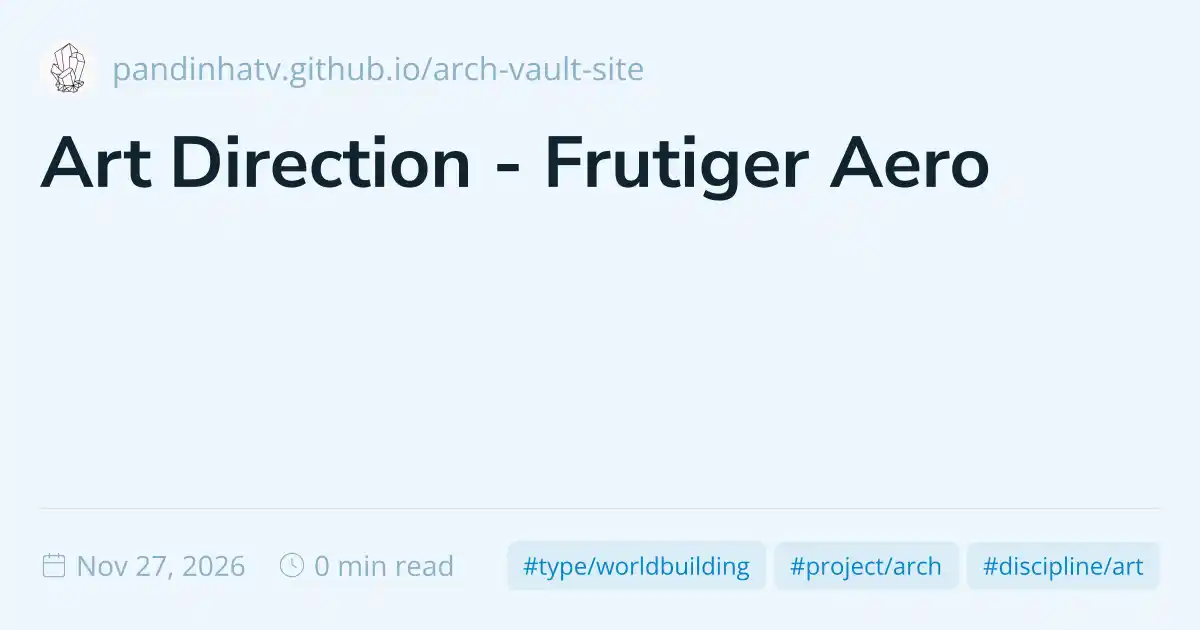 pandinhatv.github.io/arch-vault-site
Art Direction - Frutiger Aero
Nov 27, 2026 0 min read #type/worldbuilding #project/arch #discipline/art